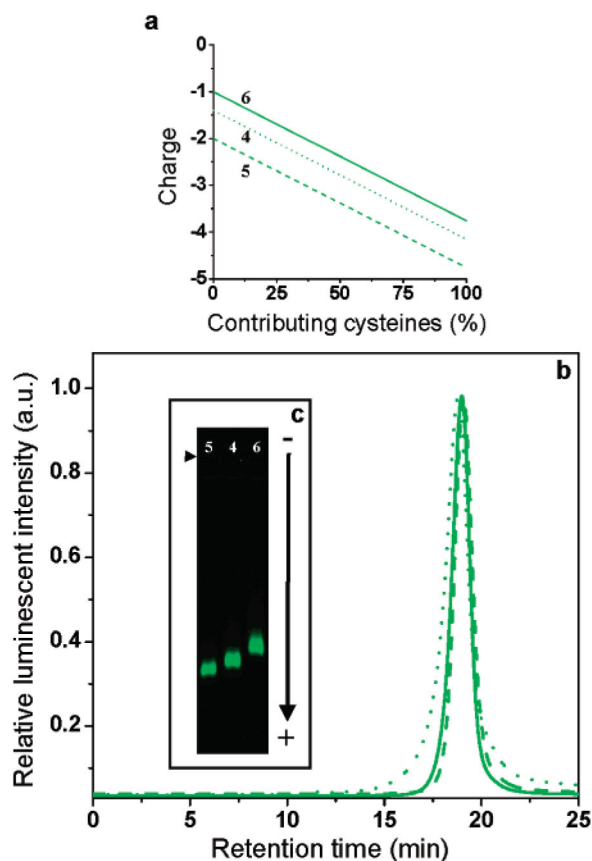 a
0
-1
-2
-3
-4
-5
6
4
5
Charge
0 25 50 75 100
Contributing cysteines (%)
b
1.0
0.8
0.6
0.4
0.2
Relative luminescent intensity (a.u.)
c
5 4 6
-
+
0 5 10 15 20 25
Retention time (min)